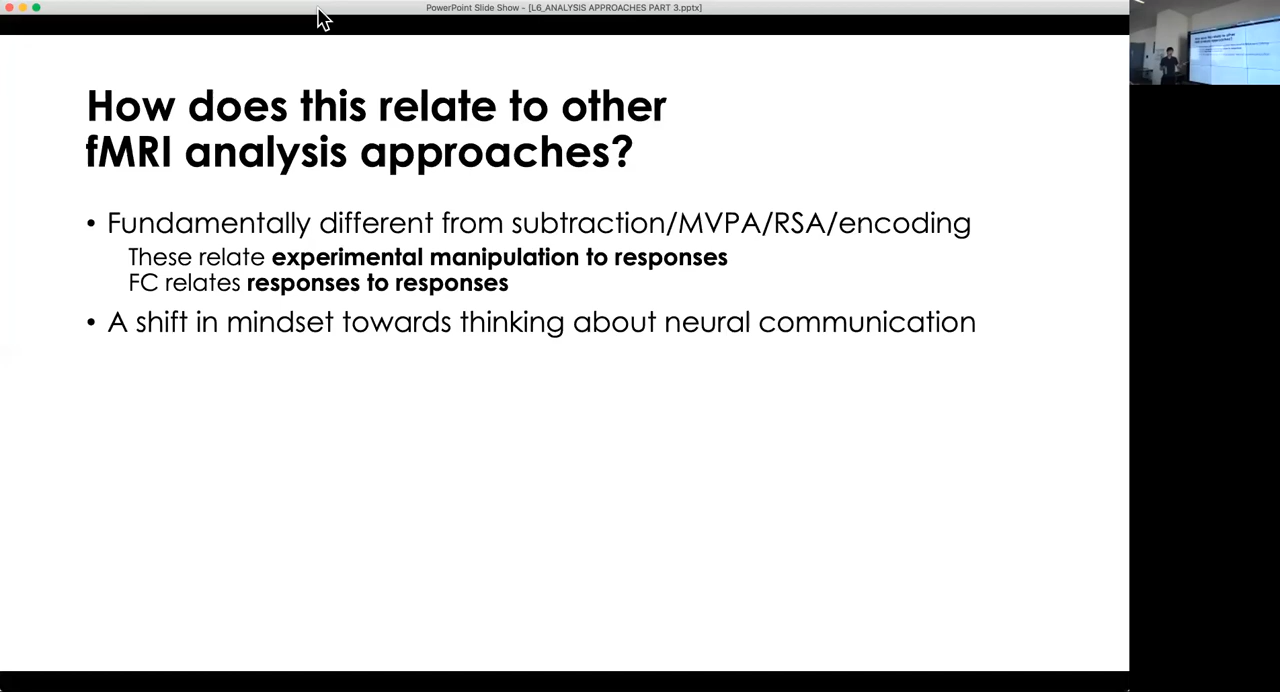 PowerPoint Slide Show - [L6_ANALYSIS APPROACHES PART 3.pptx]
How does this relate to other
fMRI analysis approaches?
• Fundamentally different from subtraction/MVPA/RSA/encoding
These relate experimental manipulation to responses
FC relates responses to responses
• A shift in mindset towards thinking about neural communication